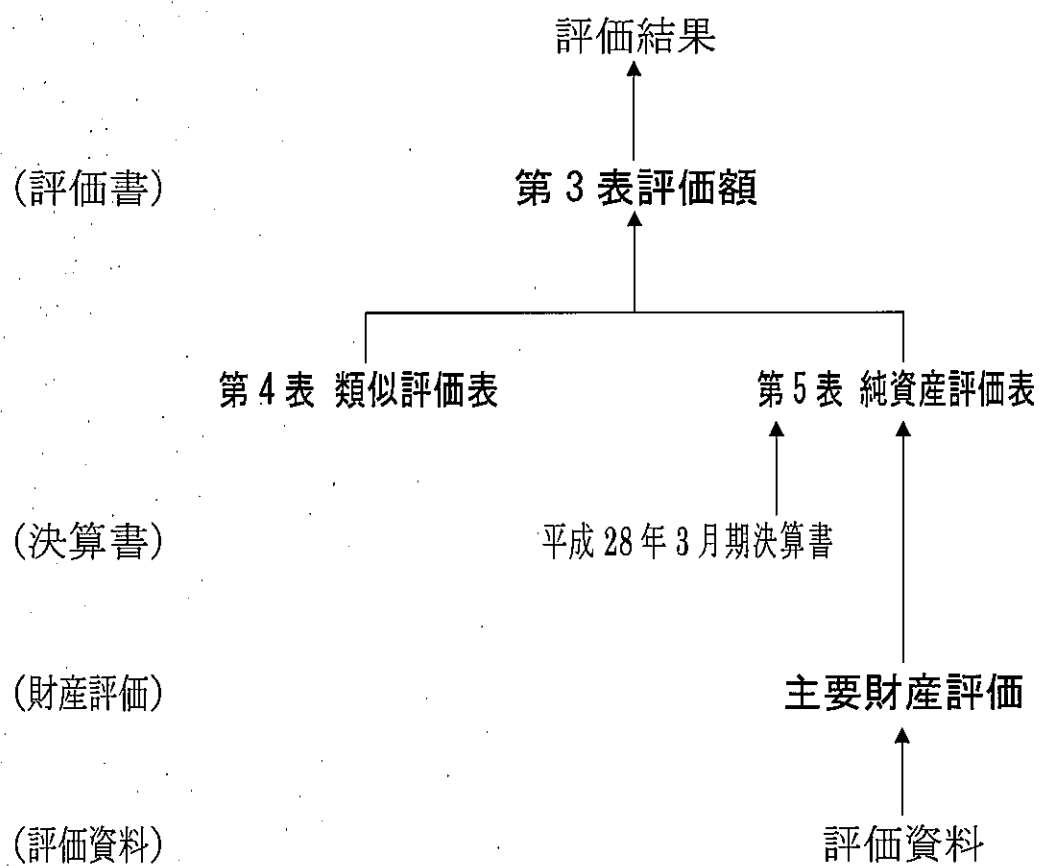 評価結果
(評価書)
第3表評価額
第4表 類似評価表
第5表 純資産評価表
(決算書)
平成28年3月期決算書
(財産評価)
主要財産評価
(評価資料)
評価資料